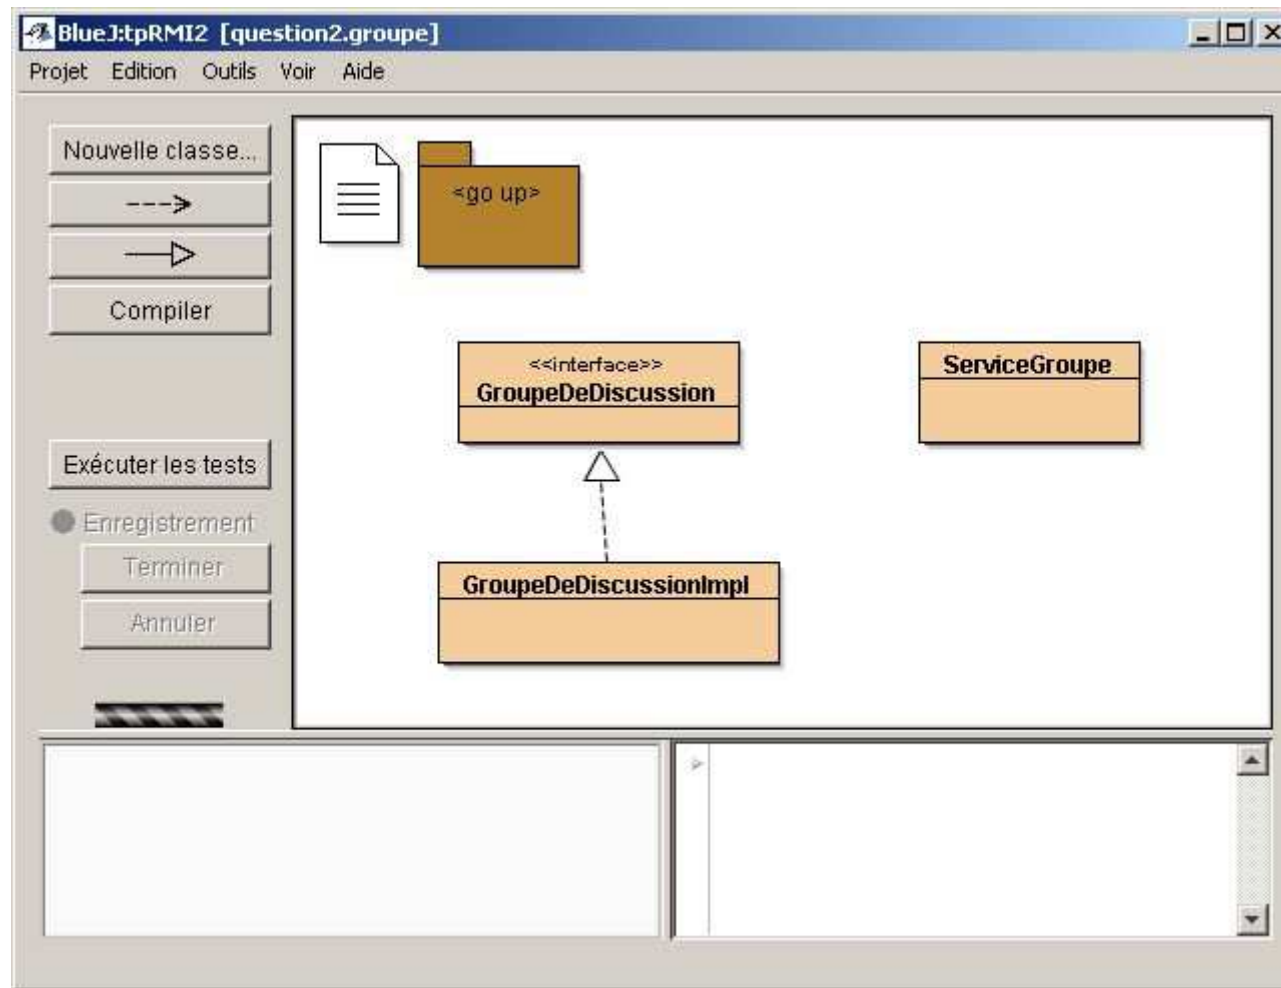 BlueJ:tpRMI2 [question2.groupe]
Projet Edition Outils Voir Aide
Nouvelle classe...
<go up>
Compiler
<<interface>>
GroupeDeDiscussion
ServiceGroupe
Exécuter les tests
Enregistrement
Terminer
GroupeDeDiscussionImpl
Annuler